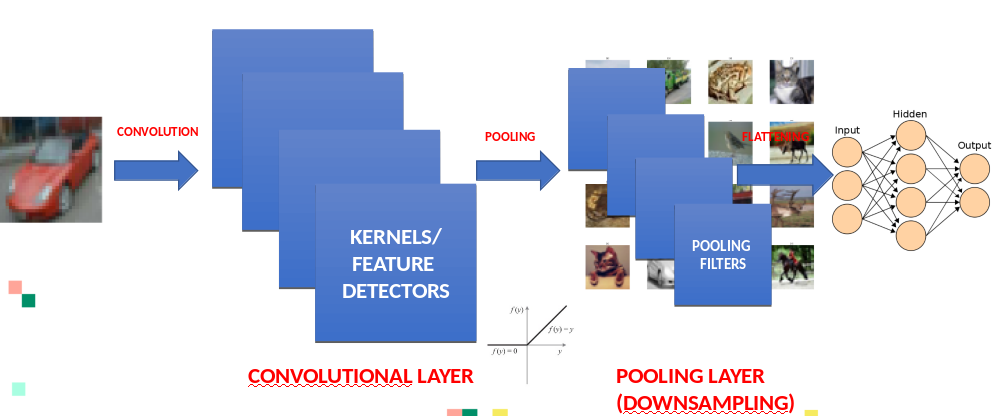 CONVOLUTION
KERNELS/
FEATURE
DETECTORS
POOLING
FLATTENING
POOLING
FILTERS
Input
Hidden
Output
f(y)
f(y) = y
f(y) = 0
y
CONVOLUTIONAL LAYER
POOLING LAYER
(DOWNSAMPLING)